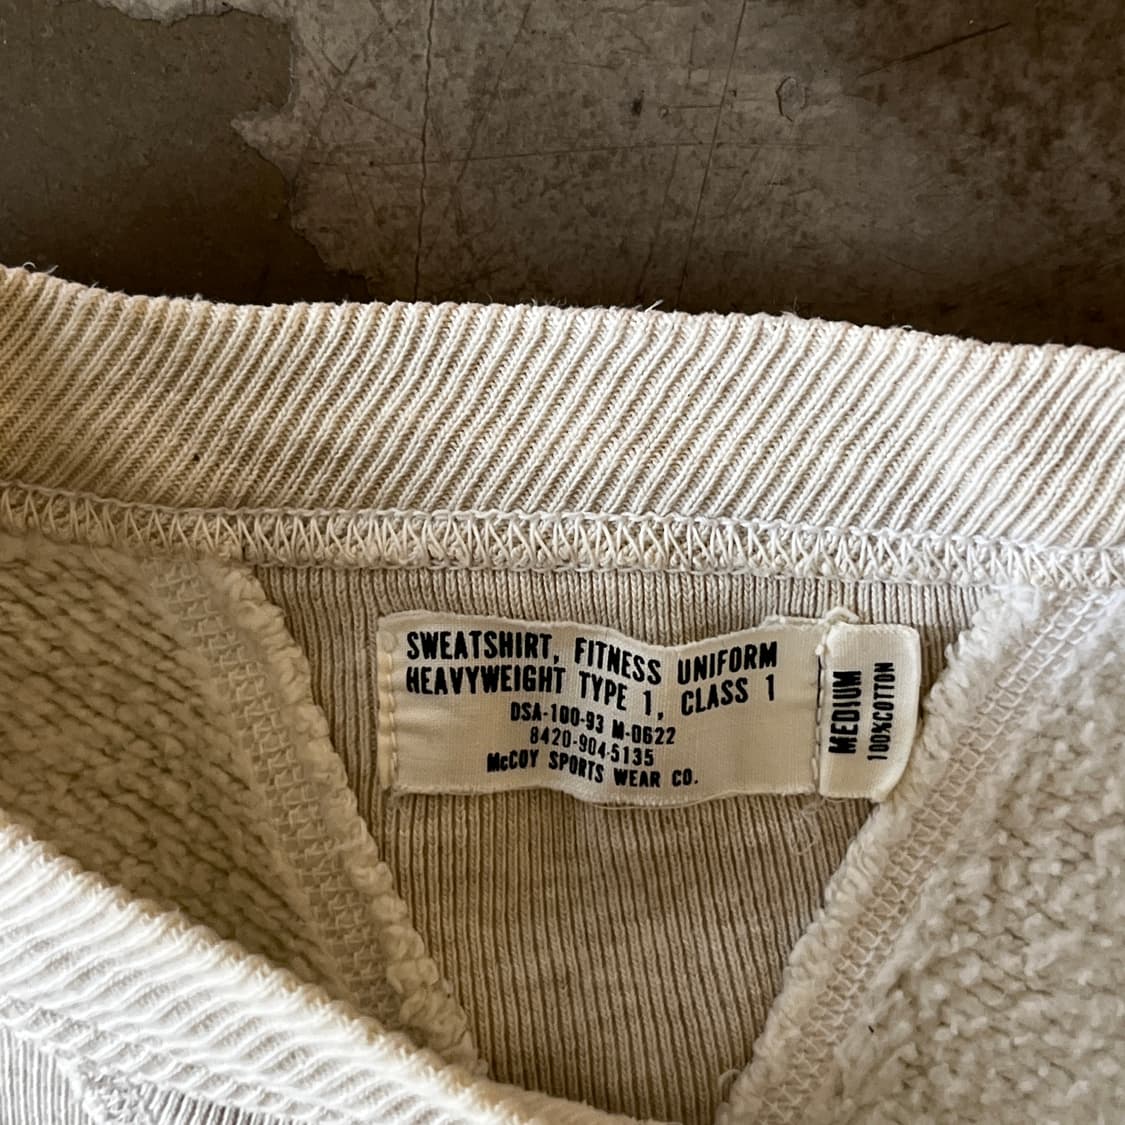 SWEATSHIRT, FITNESS UNIFORM
HEAVYWEIGHT TYPE 1, CLASS 1
DSA-100-93 M-0622
8420-904-5135
McCOY SPORTS WEAR CO.
MEDIUM
100%COTTON